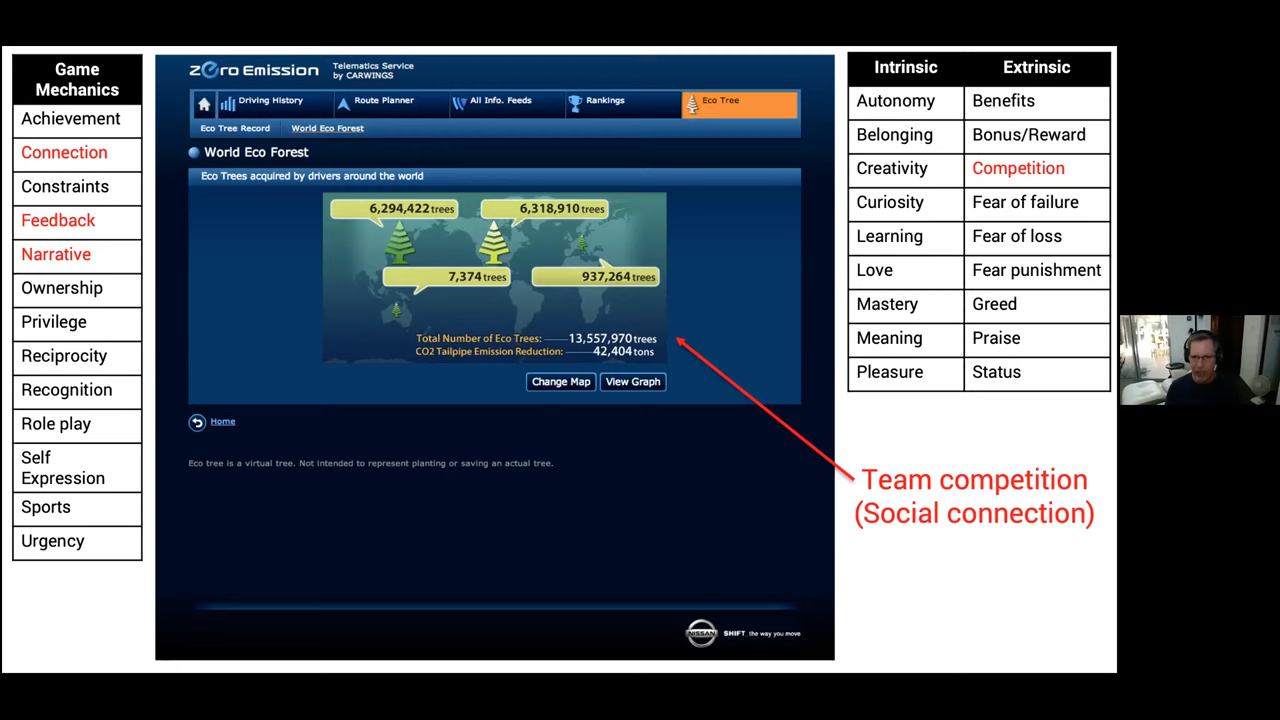 Game
Mechanics
Achievement
Connection
Constraints
Feedback
Narrative
Ownership
Privilege
Reciprocity
Recognition
Role play
Self
Expression
Sports
Urgency
zero Emission
Telematics Service
by CARWINGS
Driving History
Route Planner
All Info. Feeds
Rankings
Eco Tree
Eco Tree Record
World Eco Forest
World Eco Forest
Eco Trees acquired by drivers around the world
6,294,422 trees
6,318,910 trees
7,374 trees
937,264 trees
Total Number of Eco Trees: 13,557,970 trees
CO2 Tailpipe Emission Reduction: 42,404 tons
Change Map
View Graph
Home
Eco tree is a virtual tree. Not intended to represent planting or saving an actual tree.
NISSAN
SHIFT_the way you move
Intrinsic Extrinsic
Autonomy Benefits
Belonging Bonus/Reward
Creativity Competition
Curiosity Fear of failure
Learning Fear of loss
Love Fear punishment
Mastery Greed
Meaning Praise
Pleasure Status
Team competition
(Social connection)